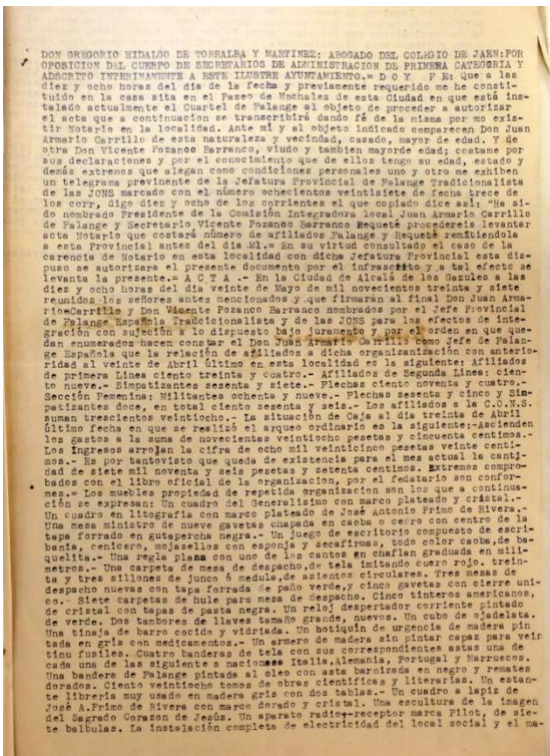 DON GREGORIO HIDALGO DE TORRALBA Y MARTINEZ: ABOGADO DEL COLEGIO DE JAEN:POR
OPOSICION DEL CUERPO DE SECRETARIOS DE ADMINISTRACION DE PRIMERA CATEGORIA Y
ADSCRITO INTERINAMENTE A ESTE ILUSTRE AYUNTAMIENTO.= D O Y   F E: Que a las
diez y ocho horas del dia de la fecha y previamente requerido me he consti
tuido en la casa sita en el Paseo de Mochales de esta Ciudad en que está ins-
talado actualmente el Cuartel de Falange al objeto de proceder a autorizar
el acta que a continuacion se transcribirá dando fé de la misma por mo exis-
tir Notario en la localidad. Ante mi y al objeto indicado comparecen Don Juan
Armario Carrillo de esta naturaleza y vecindad, casado, mayor de edad. Y de
otra Don Vicente Pozanco Barranco, Viudo y tambien mayorde edad; costame por
sus declaraciones y por el conocimiento que de ellos tengo su edad, estado y
demás extremos que alegan como condiciones personales uno y otro me exhiben
un telegrama provinente de la Jefatura Provincial de Falange Tradicionalista
de las JONS marcado con el número ochocientos veintisiete de fecha trece de
los corr, digo diez y ocho de los corrientes el que copiado dice asi: "Ha si-
do nombrado Presidente de la Comisión Integradora local Juan Armario Carrillo
de Falange y Secretario Vicente Pozanco Barranco Requeté procedereis levanter
acta Notario que costará número de afiliados Falange y Requeté remitiendola
a esta Provincial antes del dia 21.= En su virtud consultado el caso de la
carencia de Notario en esta localidad con dicha Jefatura Provincial esta dis-
puso se autorizara el presente documento por el infrascrito y a tal efecto se
levanta la presente.= A C T A .- En la Ciudad de Alcalá de los Gazules a las
diez y ocho horas del dia veinte de Mayo de mil novecientos treinta y siete
reunidos los señores antes mencionados y que firmarán al final Don Juan Arma-
rio Carrillo y Don Vicente Pozanco Barranco nombrados por el Jefe Provincial
de Falange Española Tradicionalista y de las JONS para los efectos de inte-
gración con sujeción a lo dispuesto bajo juramento y por el orden en que que-
dan enumerados hacen constar el Don Juan Armario Carrillo como Jefe de Falan-
ge Española que la relación de afiliados a dicha organizanización con anterio-
ridad al veinte de Abril último en esta localidad es la siguiente: Afiliados
de primera Linea ciento treinta y cuatro.- Afiliados de Segunda Linea: cien-
to nueve.- Simpatizantes sesenta y siete.- Flechas ciento noventa y cuatro.-
Sección Femenina: Militantes ochenta y nueve.- Flechas sesenta y cinco y Sim-
patizantes doce, en total ciento sesenta y seis.- Los afiliados a la C.O.N.S.
suman trescientos veintiocho.- La situación de Caja al dia treinta de Abril
último fecha en que se realizó el arqueo ordinario es la siguiente:-Ascienden
los gastos a la suma de novecientas veintiocho pesetas y cincuenta centimos.-
Los Ingresos arrojan la cifra de ocho mil veinticinco pesetas veinte centi-
mos.- Es por tantovisto que queda de existencia para el mes actual la canti-
dad de siete mil noventa y seis pesetas y setenta centimos. Extremos compro-
bados con el libro oficial de la organizacion, por el fedatario son confor-
mes.= Los muebles propiedad de repetida organizacion son los que a continua-
ción se expresan: Un cuadro del Generalisimo con marco plateado y cristal.-
Un cuadro en litografía con marco plateado de José Antonio Primo de Rivera.-
Una mesa ministro de nueve gavetas chapada en caoba o cedro con centro de la
tapa forrado en gutapercha negra.- Un juego de escritorio compuesto de escri-
bania, cenicero, mojasellos con esponja y secafirmas, todo color caoba,de ba-
quelita.- Una regla plana con uno de los cantos en chaflan graduada en mili-
metros.- Una carpeta de mesa de despacho,de tela imitando cuero rojo, trein-
ta y tres sillones de junco ó medula,de asientos circulares. Tres mesas de
despacho nuevas con tapa forrada de paño verde,y cinco gavetas con cierre uni-
co.- Siete carpetas de hule para mesa de despacho. Cinco tinteros americanos,
de cristal con tapas de pasta negra. Un reloj despertador corriente pintado
de verde. Dos tambores de llaves tamaño grande, nuevos. Un cubo de ojadelata.
Una tinaja de barro cocido y vidriada. Un botiquin de urgencia de madera pin
tada en gris con medicamentos.- Un armero de madera sin pintar capaz para vein
tinu fusiles. Cuatro banderas de tela con sus correspondientes astas una de
cada una de las siguiente s naciones Italia,Alemania, Portugal y Marruecos.
Una bandera de Falange pintada al oleo con aste barnizada en negro y remates
dorados. Ciento veintiocho tomos de obras cientificas y literarias. Un estan-
te libreria muy usado en madera gris con dos tablas.- Un cuadro a lapiz de
José A.Primo de Rivera con marco dorado y cristal. Una escultura de la imagen
del Sagrado Corazon de Jesús. Un aparato radio-receptor marca Pilot, de sie-
te balbulas. La instalación completa de electricidad del local social y el ma-